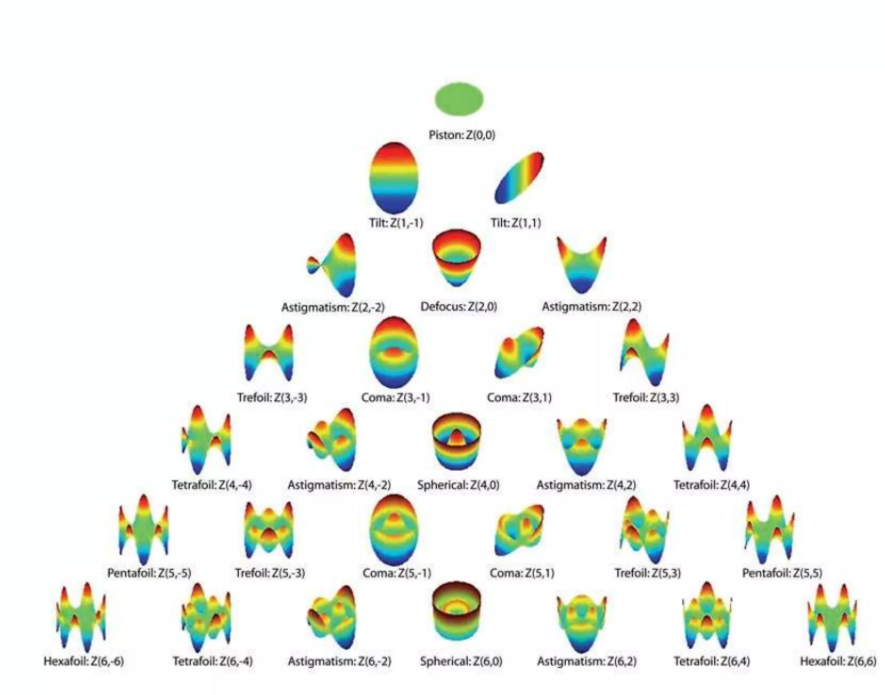 Piston: Z(0,0)
Tilt: Z(1,-1) Tilt: Z(1,1)
Astigmatism: Z(2,-2) Defocus: Z(2,0) Astigmatism: Z(2,2)
Trefoil: Z(3,-3) Coma: Z(3,-1) Coma: Z(3,1) Trefoil: Z(3,3)
Tetrafoil: Z(4,-4) Astigmatism: Z(4,-2) Spherical: Z(4,0) Astigmatism: Z(4,2) Tetrafoil: Z(4,4)
Pentafoil: Z(5,-5) Trefoil: Z(5,-3) Coma: Z(5,-1) Coma: Z(5,1) Trefoil: Z(5,3) Pentafoil: Z(5,5)
Hexafoil: Z(6,-6) Tetrafoil: Z(6,-4) Astigmatism: Z(6,-2) Spherical: Z(6,0) Astigmatism: Z(6,2) Tetrafoil: Z(6,4) Hexafoil: Z(6,6)